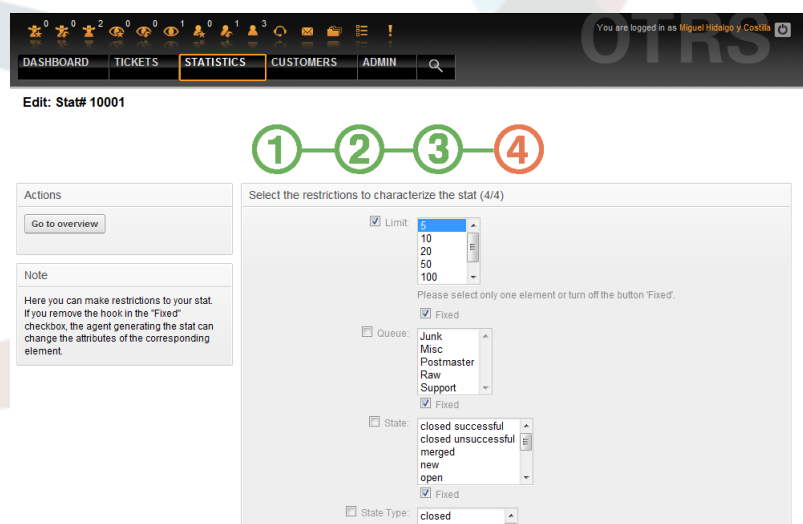 0 0 2 0 0 1 0 1 3
You are logged in as Miguel Hidalgo y Costilla
OTRS
DASHBOARD TICKETS STATISTICS CUSTOMERS ADMIN
Edit: Stat# 10001
1 2 3 4
Actions
Go to overview
Note
Here you can make restrictions to your stat.
If you remove the hook in the "Fixed"
checkbox, the agent generating the stat can
change the attributes of the corresponding
element.
Select the restrictions to characterize the stat (4/4)
Limit: 5
10
20
50
100
Please select only one element or turn off the button 'Fixed'.
Fixed
Queue: Junk
Misc
Postmaster
Raw
Support
Fixed
State: closed successful
closed unsuccessful
merged
new
open
Fixed
State Type: closed